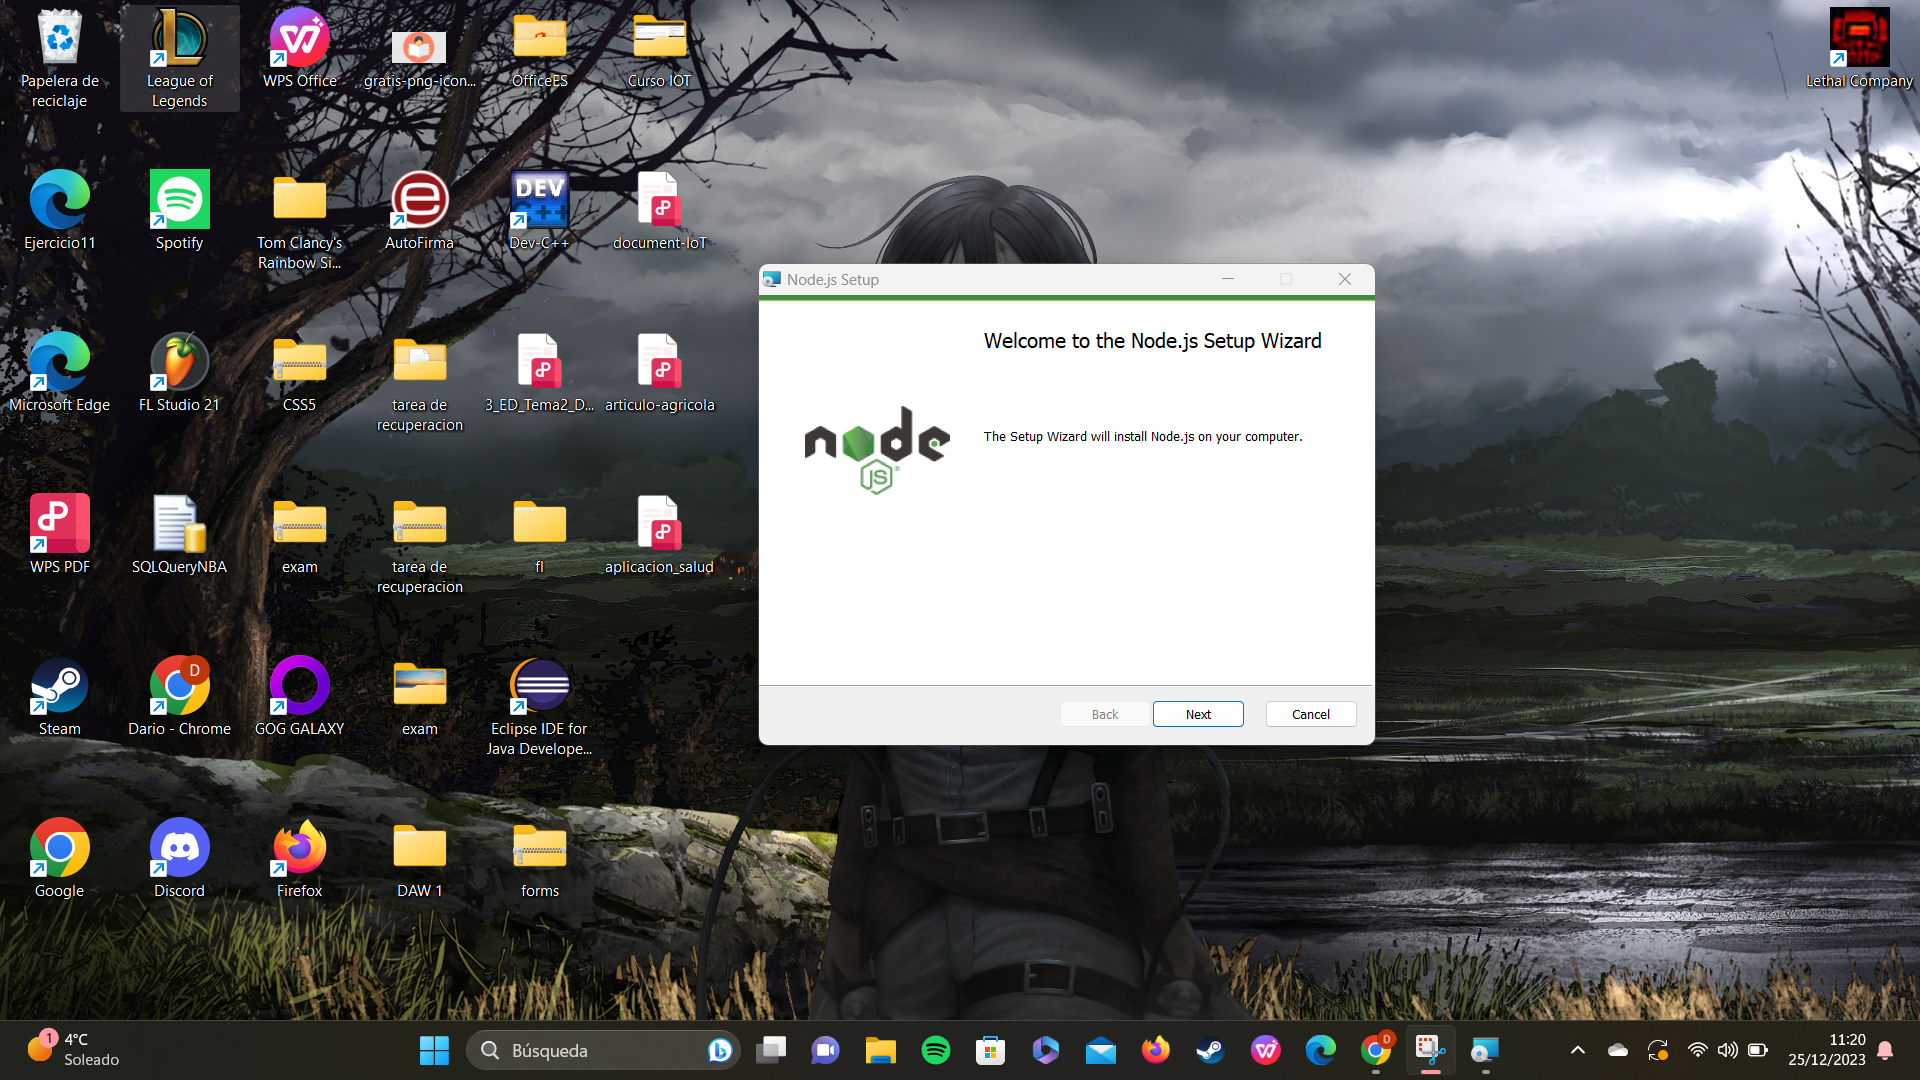 Papelera de
reciclaje
League of
Legends
WPS Office
gratis-png-icon...
OfficeES
Curso IOT
Lethal Company
Ejercicio11
Spotify
Tom Clancy's
Rainbow Si...
AutoFirma
DEV
C++
Dev-C++
document-IoT
Microsoft Edge
FL Studio 21
CSS5
tarea de
recuperacion
3_ED_Tema2_D...
articulo-agricola
WPS PDF
SQLQueryNBA
exam
tarea de
recuperacion
fl
aplicacion_salud
Steam
D
Dario - Chrome
GOG GALAXY
exam
Eclipse IDE for
Java Develope...
Google
Discord
Firefox
DAW 1
forms
Node.js Setup
Welcome to the Node.js Setup Wizard
node
JS
The Setup Wizard will install Node.js on your computer.
Back
Next
Cancel
1
4°C
Soleado
Búsqueda
D
11:20
25/12/2023